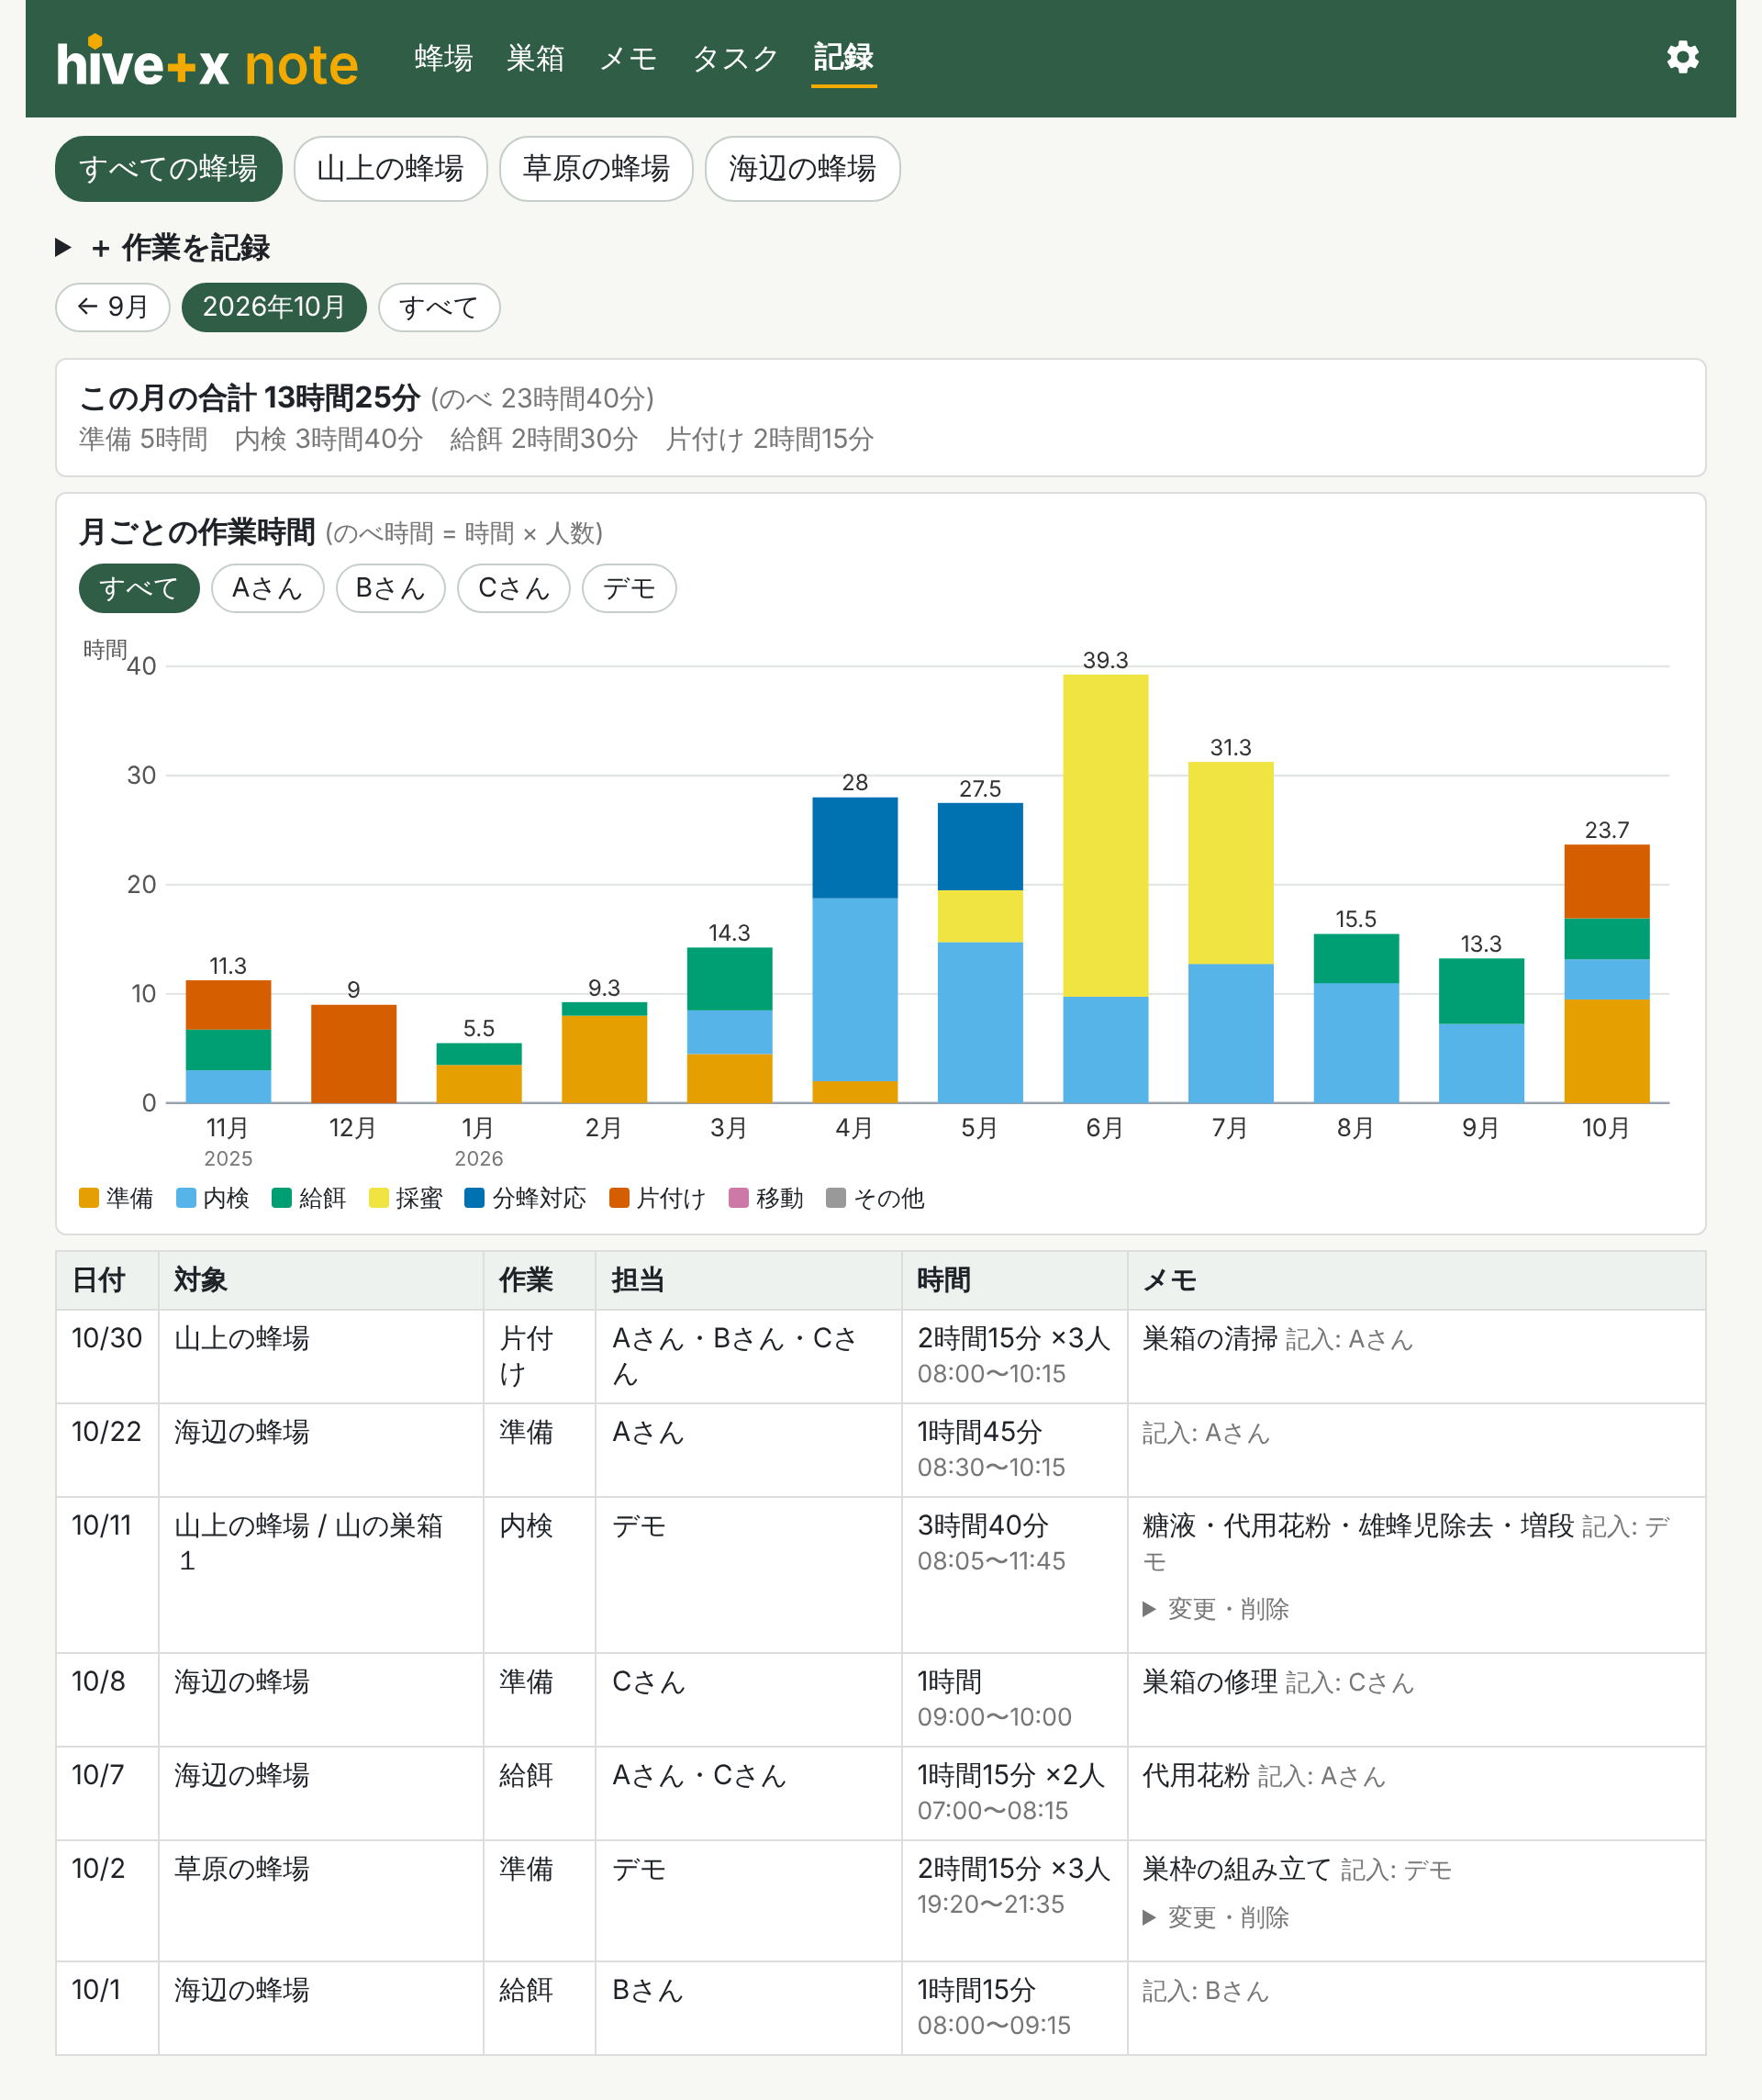 hive+x note 蜂場 巣箱 メモ タスク 記録
すべての蜂場 山上の蜂場 草原の蜂場 海辺の蜂場
▶ + 作業を記録
← 9月 2026年10月 すべて
この月の合計 13時間25分 (のべ 23時間40分)
準備 5時間 内検 3時間40分 給餌 2時間30分 片付け 2時間15分
月ごとの作業時間 (のべ時間 = 時間 × 人数)
すべて Aさん Bさん Cさん デモ
時間
40
30
20
10
0
11.3
9
5.5
9.3
14.3
28
27.5
39.3
31.3
15.5
13.3
23.7
11月 12月 1月 2月 3月 4月 5月 6月 7月 8月 9月 10月
2025 2026
準備 内検 給餌 採蜜 分蜂対応 片付け 移動 その他
日付 対象 作業 担当 時間 メモ
10/30 山上の蜂場 片付 Aさん・Bさん・Cさ 2時間15分 ×3人 巣箱の清掃 記入: Aさん
け ん 08:00〜10:15
10/22 海辺の蜂場 準備 Aさん 1時間45分 記入: Aさん
08:30〜10:15
10/11 山上の蜂場 / 山の巣箱 内検 デモ 3時間40分 糖液・代用花粉・雄蜂児除去・増段 記入: デ
１ 08:05〜11:45 モ
▶ 変更・削除
10/8 海辺の蜂場 準備 Cさん 1時間 巣箱の修理 記入: Cさん
09:00〜10:00
10/7 海辺の蜂場 給餌 Aさん・Cさん 1時間15分 ×2人 代用花粉 記入: Aさん
07:00〜08:15
10/2 草原の蜂場 準備 デモ 2時間15分 ×3人 巣枠の組み立て 記入: デモ
19:20〜21:35
▶ 変更・削除
10/1 海辺の蜂場 給餌 Bさん 1時間15分 記入: Bさん
08:00〜09:15